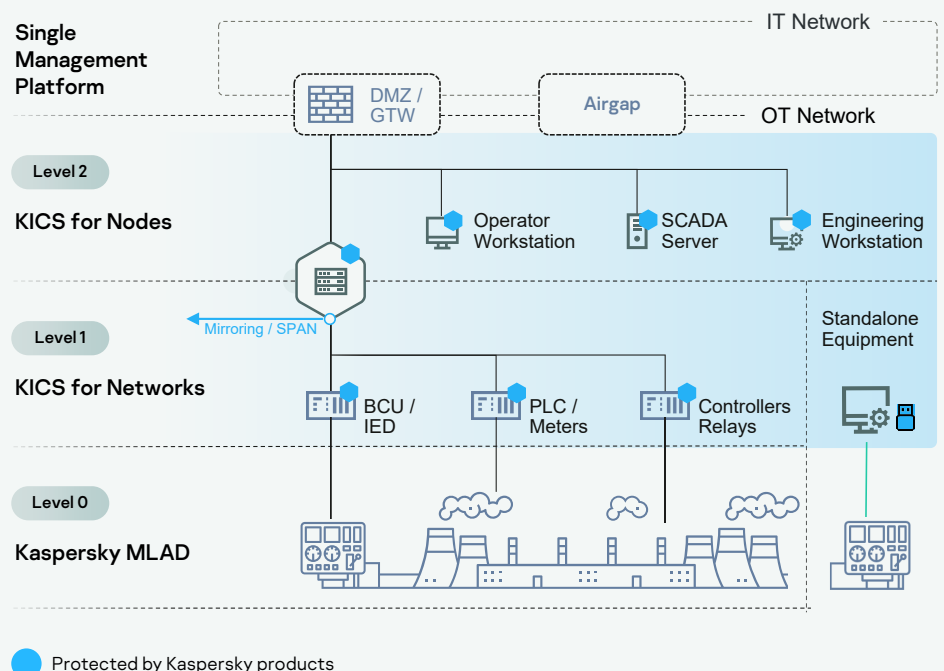 Single
Management
Platform
IT Network
DMZ /
GTW
Airgap
OT Network
Level 2
KICS for Nodes
Operator
Workstation
SCADA
Server
Engineering
Workstation
Mirroring / SPAN
Level 1
KICS for Networks
Standalone
Equipment
BCU /
IED
PLC /
Meters
Controllers
Relays
Level 0
Kaspersky MLAD
Protected by Kaspersky products